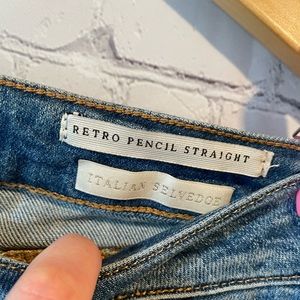 RETRO PENCIL STRAIGHT
ITALIAN SELVEDGE